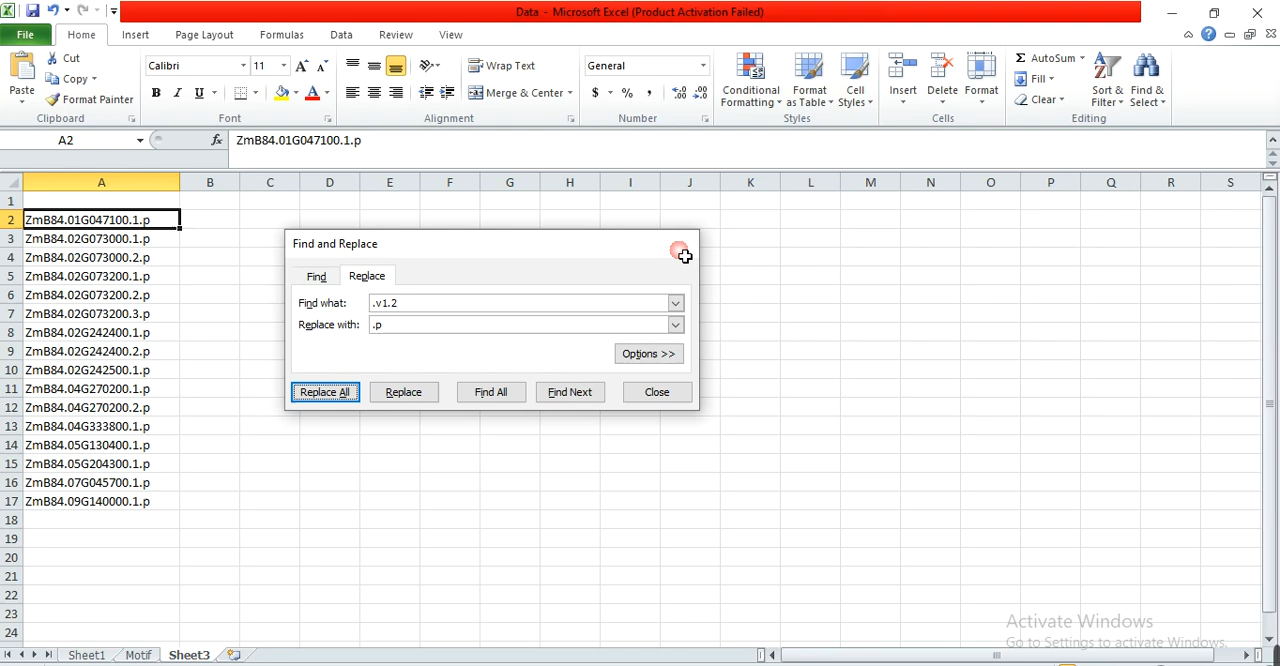 Data - Microsoft Excel (Product Activation Failed)
File Home Insert Page Layout Formulas Data Review View
Paste Cut Copy Format Painter Clipboard
Calibri 11 A A B I U A Font
Wrap Text Merge & Center Alignment
General $ % , .00 .00 Number
Conditional Formatting Format as Table Cell Styles Styles
Insert Delete Format Cells
Σ AutoSum Fill Clear Sort & Filter Find & Select Editing
A2 fx ZmB84.01G047100.1.p
A B C D E F G H I J K L M N O P Q R S
1
2 ZmB84.01G047100.1.p
3 ZmB84.02G073000.1.p
4 ZmB84.02G073000.2.p
5 ZmB84.02G073200.1.p
6 ZmB84.02G073200.2.p
7 ZmB84.02G073200.3.p
8 ZmB84.02G242400.1.p
9 ZmB84.02G242400.2.p
10 ZmB84.02G242500.1.p
11 ZmB84.04G270200.1.p
12 ZmB84.04G270200.2.p
13 ZmB84.04G333800.1.p
14 ZmB84.05G130400.1.p
15 ZmB84.05G204300.1.p
16 ZmB84.07G045700.1.p
17 ZmB84.09G140000.1.p
18
19
20
21
22
23
24
Find and Replace
Find Replace
Find what: .v1.2
Replace with: .p
Options >>
Replace All Replace Find All Find Next Close
Activate Windows
Go to Settings to activate Windows.
Sheet1 Motif Sheet3